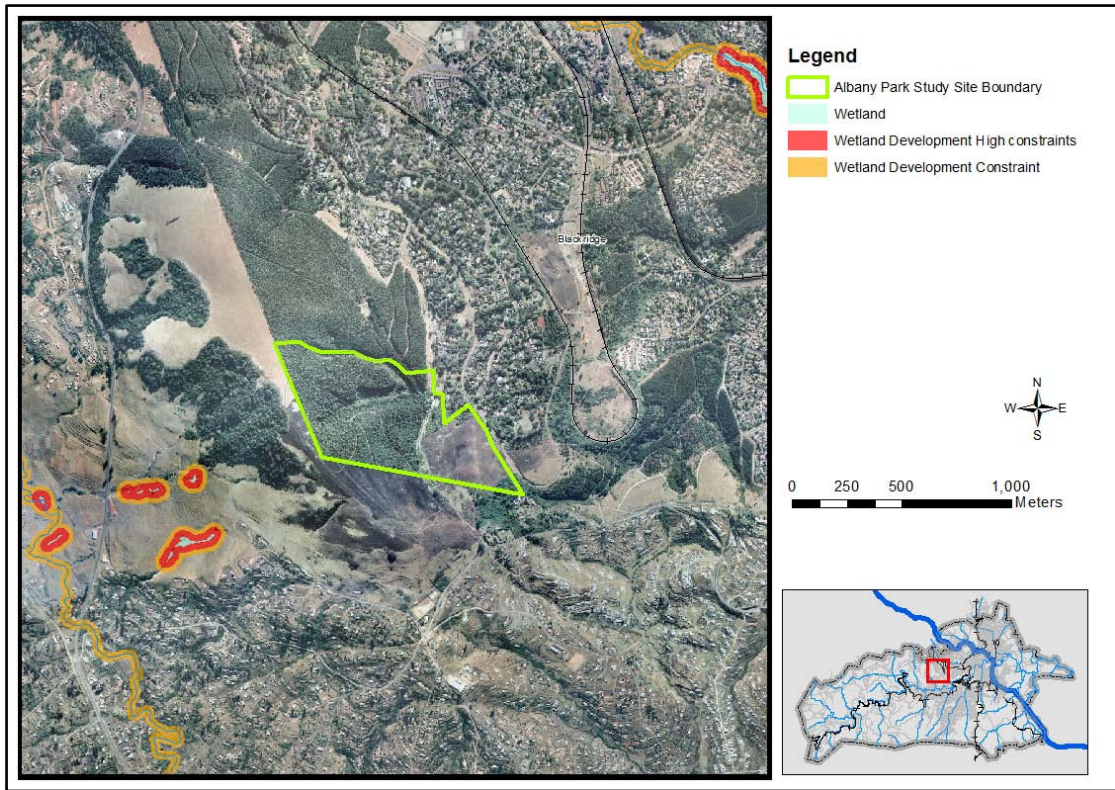 Legend
Albany Park Study Site Boundary
Wetland
Wetland Development High constraints
Wetland Development Constraint
Blackridge
N
W E
S
0 250 500 1,000
Meters